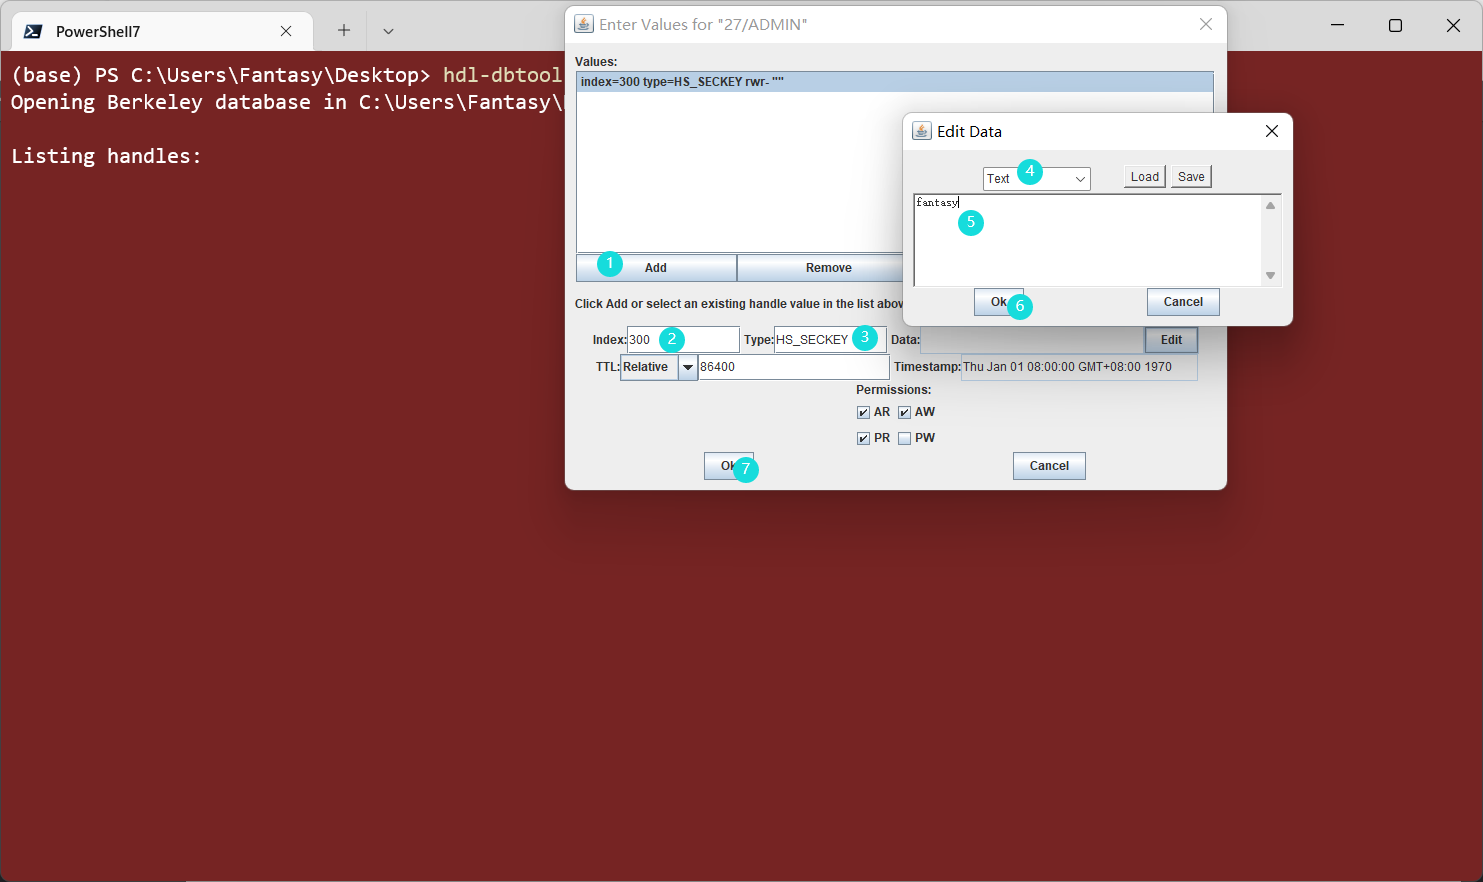 PowerShell7
(base) PS C:\Users\Fantasy\Desktop> hdl-dbtool
Opening Berkeley database in C:\Users\Fantasy\
Listing handles:
Enter Values for "27/ADMIN"
Values:
index=300 type=HS_SECKEY rwr- ""
1 Add
Remove
Click Add or select an existing handle value in the list abov
Index: 300 2
Type: HS_SECKEY 3
Data:
Edit
TTL: Relative 86400
Timestamp: Thu Jan 01 08:00:00 GMT+08:00 1970
Permissions:
AR AW
PR PW
Ok 7
Cancel
Edit Data
Text 4
Load
Save
fantasy
5
Ok 6
Cancel